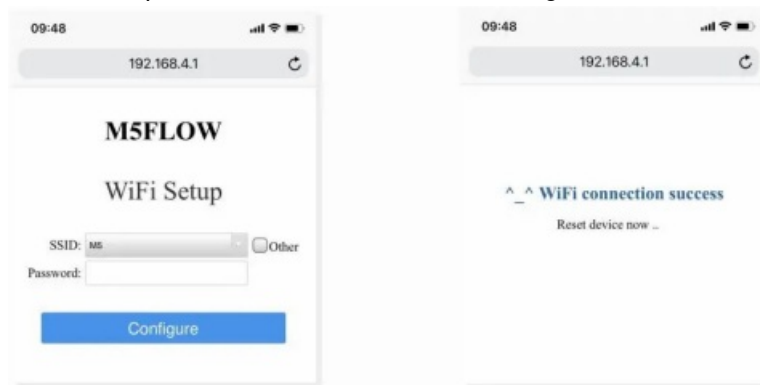 09:48
192.168.4.1
M5FLOW
WiFi Setup
SSID: M5 Other
Password:
Configure
09:48
192.168.4.1
^_^ WiFi connection success
Reset device now ..